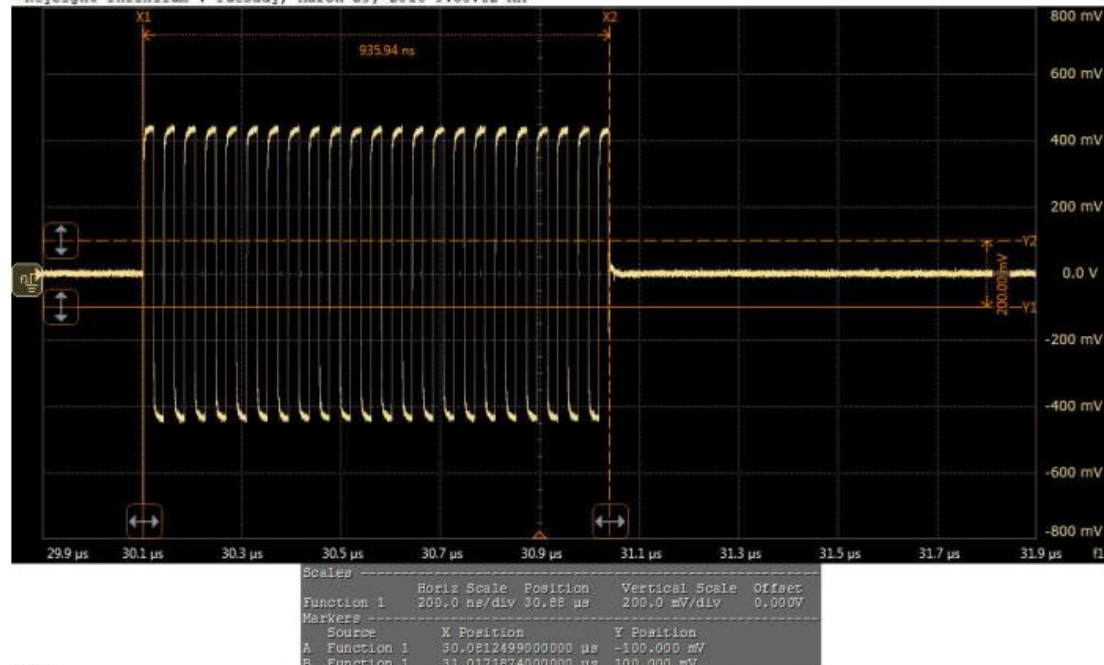 X1 X2
935.94 ns
800 mV
600 mV
400 mV
200 mV
Y2
0.0 V
200.00 mV
Y1
-200 mV
-400 mV
-600 mV
-800 mV
29.9 µs 30.1 µs 30.3 µs 30.5 µs 30.7 µs 30.9 µs 31.1 µs 31.3 µs 31.5 µs 31.7 µs 31.9 µs f1
Scales
Horiz Scale Position Vertical Scale Offset
Function 1 200.0 ns/div 30.88 µs 200.0 mV/div 0.000V
Markers
Source X Position Y Position
A Function 1 30.0812499000000 µs -100.000 mV
B Function 1 31.0171874000000 µs 100.000 mV